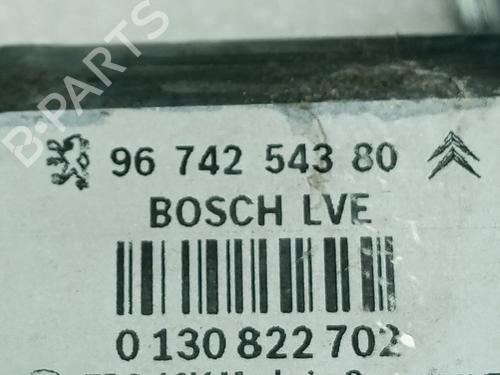 96 742 543 80
BOSCH LVE
0 130 822 702
B-PARTS